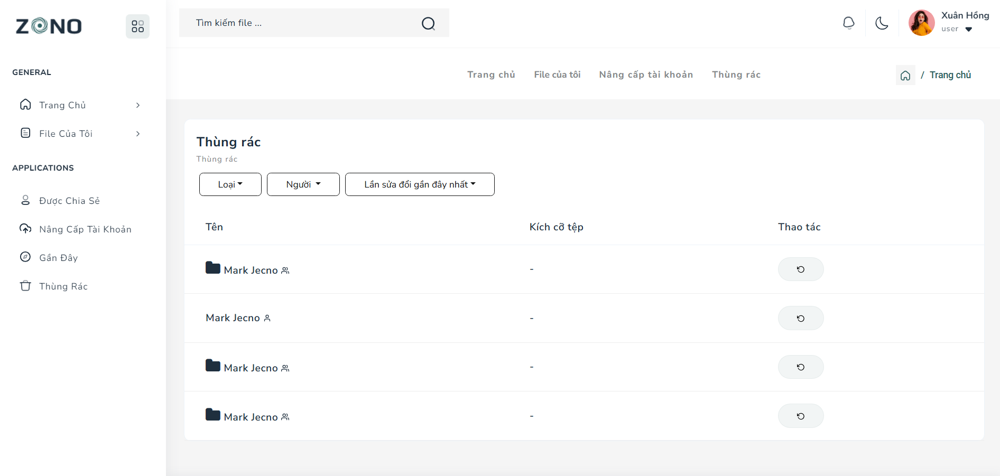 ZONO
Tìm kiếm file ...
Xuân Hồng
user
GENERAL
Trang Chủ
File Của Tôi
APPLICATIONS
Được Chia Sẻ
Nâng Cấp Tài Khoản
Gần Đây
Thùng Rác
Trang chủ File của tôi Nâng cấp tài khoản Thùng rác
/ Trang chủ
Thùng rác
Thùng rác
Loại Người Lần sửa đổi gần đây nhất
Tên Kích cỡ tệp Thao tác
Mark Jecno -
Mark Jecno -
Mark Jecno -
Mark Jecno -